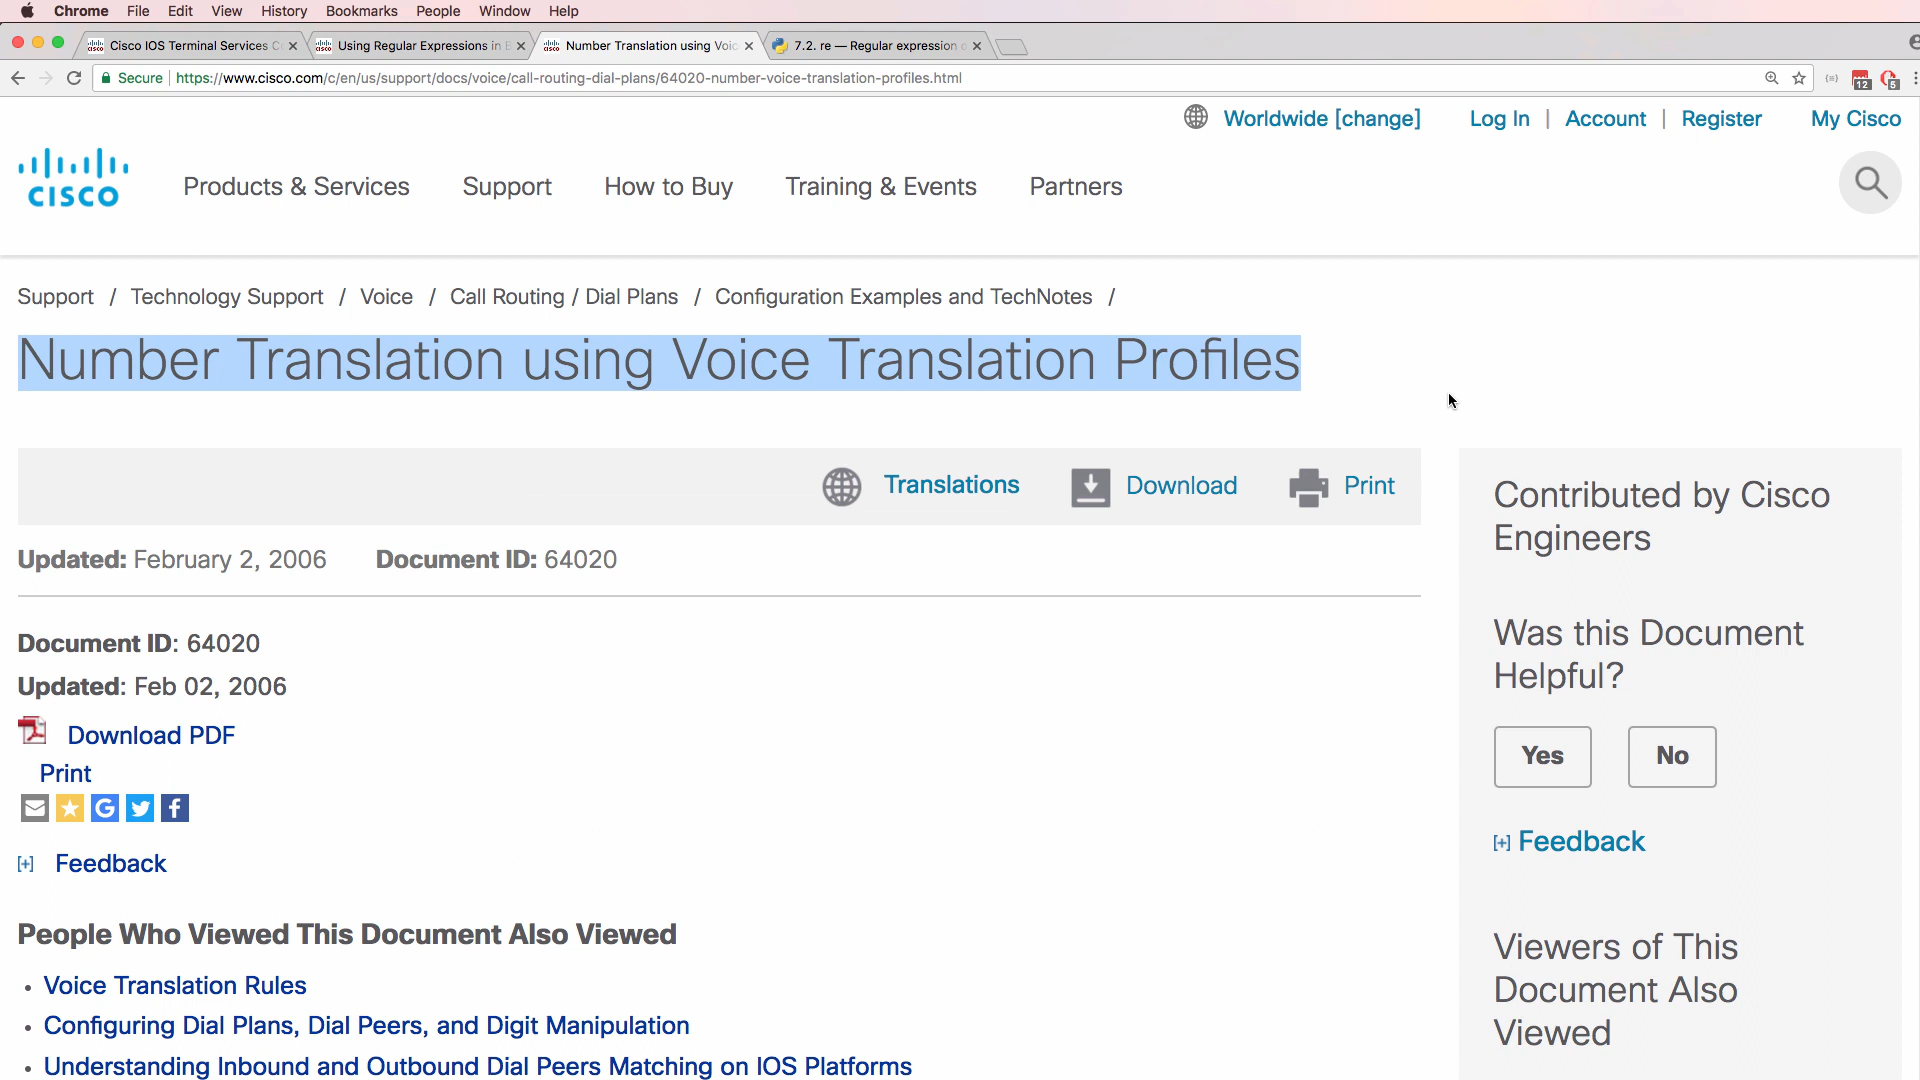 Chrome File Edit View History Bookmarks People Window Help
Cisco IOS Terminal Services C
Using Regular Expressions in B
Number Translation using Voic
7.2. re — Regular expression o
Secure https://www.cisco.com/c/en/us/support/docs/voice/call-routing-dial-plans/64020-number-voice-translation-profiles.html
12
5
Worldwide [change] Log In | Account | Register My Cisco
CISCO
Products & Services Support How to Buy Training & Events Partners
Support / Technology Support / Voice / Call Routing / Dial Plans / Configuration Examples and TechNotes /
Number Translation using Voice Translation Profiles
Translations Download Print
Updated: February 2, 2006 Document ID: 64020
Document ID: 64020
Updated: Feb 02, 2006
Download PDF
Print
[+] Feedback
People Who Viewed This Document Also Viewed
• Voice Translation Rules
• Configuring Dial Plans, Dial Peers, and Digit Manipulation
• Understanding Inbound and Outbound Dial Peers Matching on IOS Platforms
Contributed by Cisco
Engineers
Was this Document
Helpful?
Yes No
[+] Feedback
Viewers of This
Document Also
Viewed